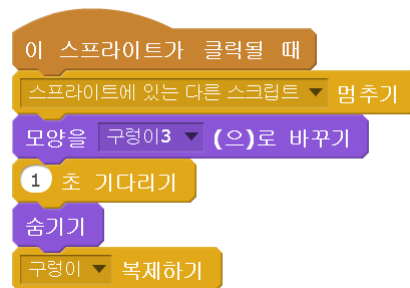 이 스프라이트가 클릭될 때
스프라이트에 있는 다른 스크립트 ▼ 멈추기
모양을 구렁이3 ▼ (으)로 바꾸기
1 초 기다리기
숨기기
구렁이 ▼ 복제하기